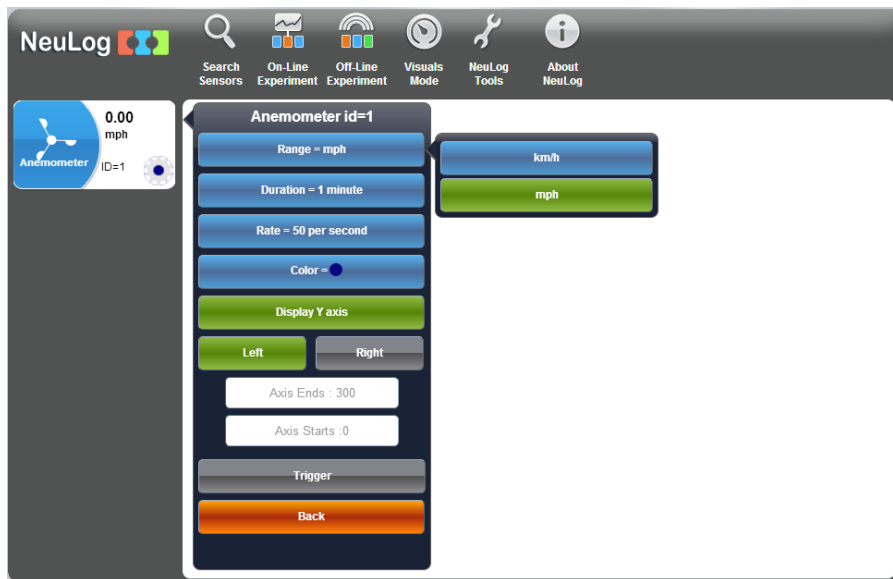 NeuLog
Search
Sensors
On-Line
Experiment
Off-Line
Experiment
Visuals
Mode
NeuLog
Tools
About
NeuLog
0.00
mph
Anemometer
ID=1
Anemometer id=1
Range = mph
km/h
mph
Duration = 1 minute
Rate = 50 per second
Color =
Display Y axis
Left
Right
Axis Ends : 300
Axis Starts :0
Trigger
Back